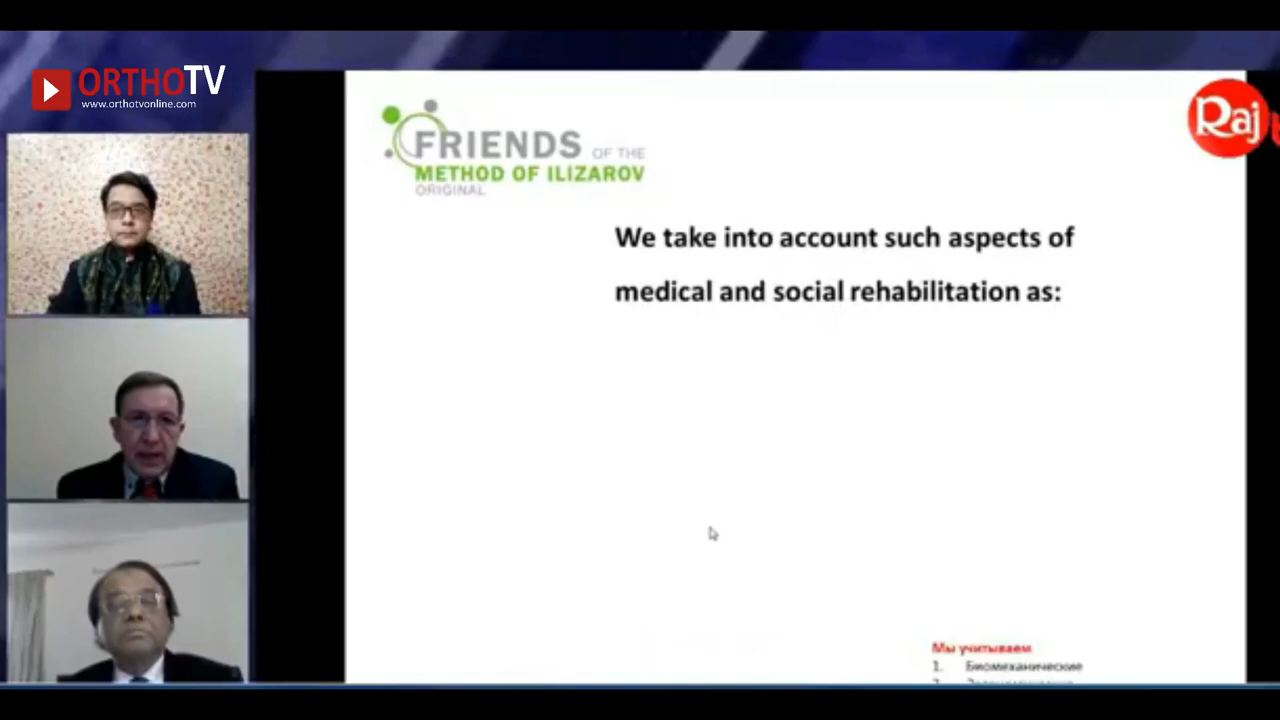 ORTHOTV
www.orthotvonline.com
Raj
FRIENDS OF THE
METHOD OF ILIZAROV
ORIGINAL
We take into account such aspects of
medical and social rehabilitation as:
Мы учитываем
1. Биомеханические